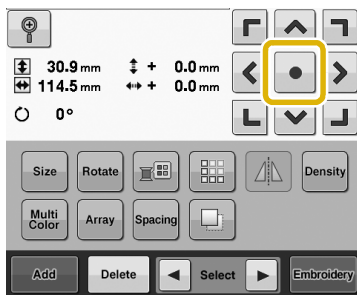 30.9 mm + 0.0 mm
114.5 mm + 0.0 mm
0°
Size Rotate Density
Multi Color Array Spacing
Add Delete Select Embroidery